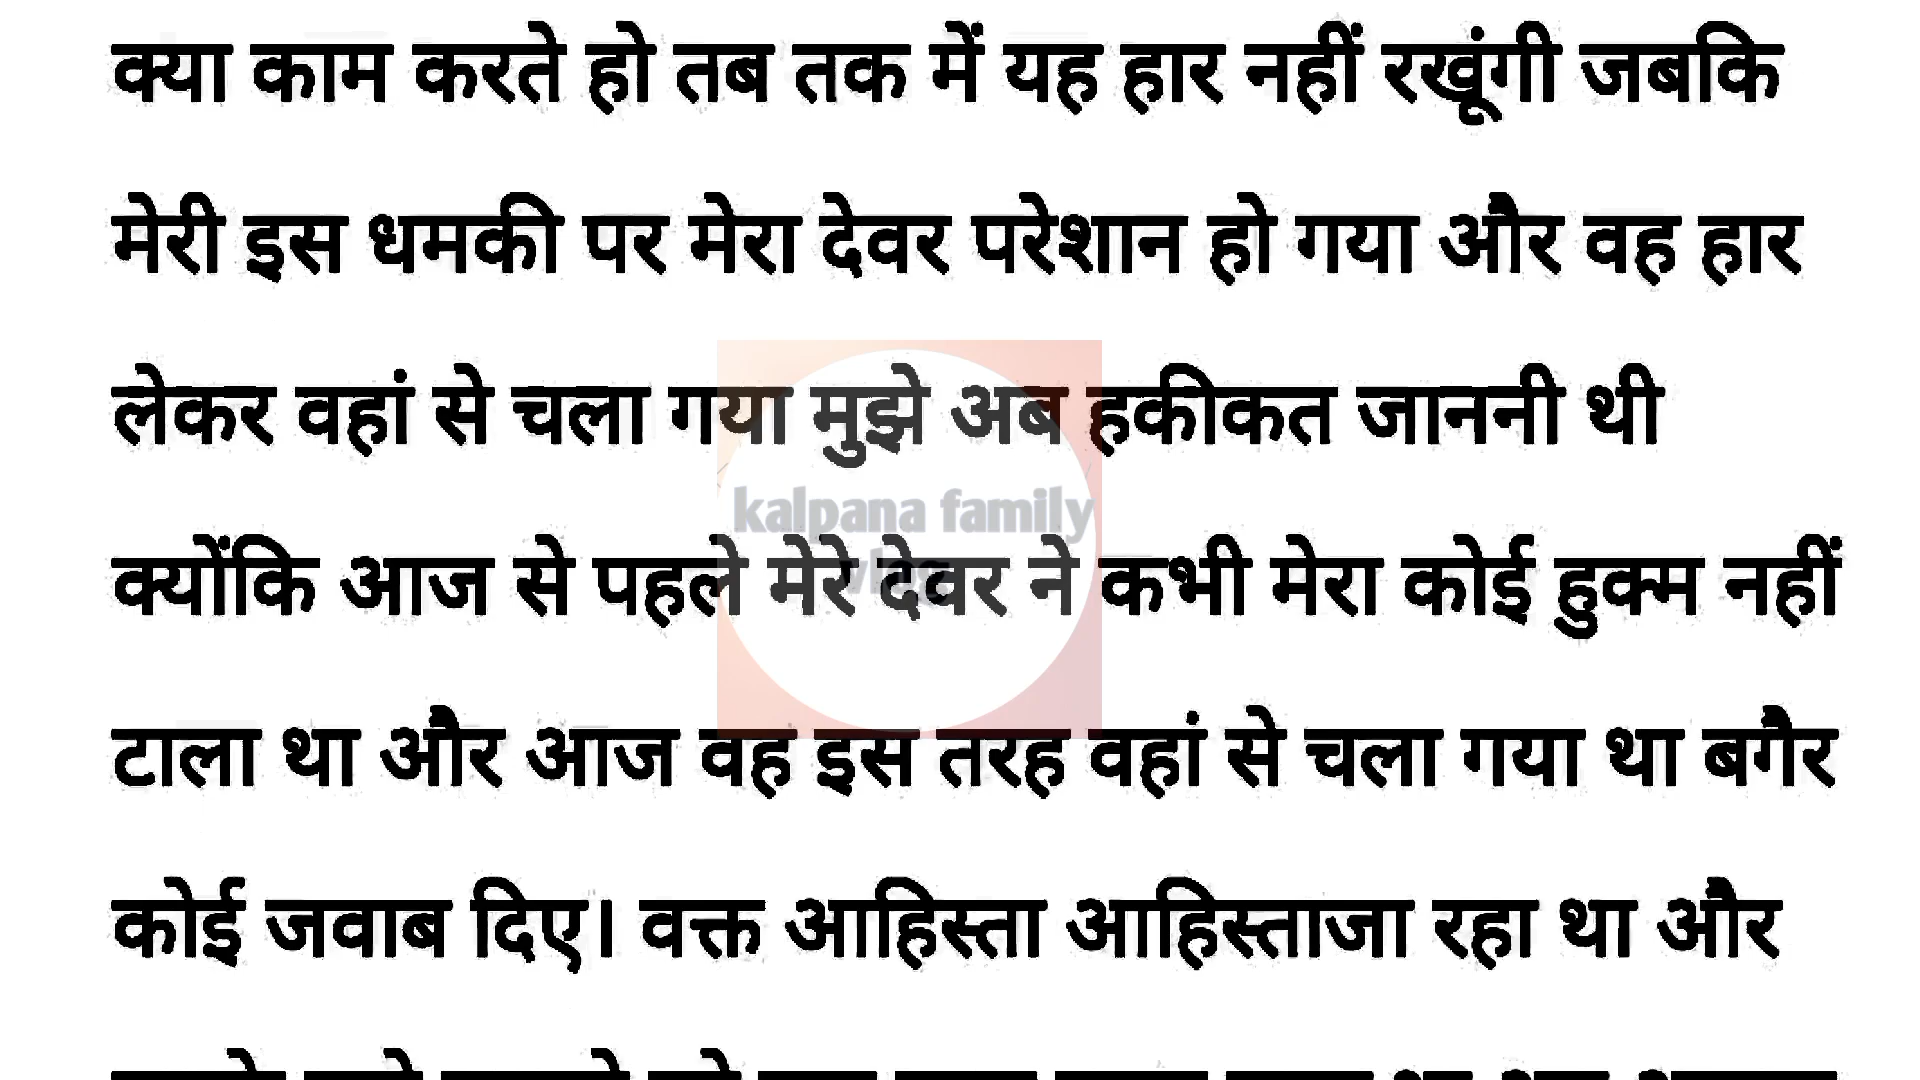 क्या काम करते हो तब तक में यह हार नहीं रखूंगी जबकि
मेरी इस धमकी पर मेरा देवर परेशान हो गया और वह हार
लेकर वहां से चला गया मुझे अब हकीकत जाननी थी
kalpana family
vlog
क्योंकि आज से पहले मेरे देवर ने कभी मेरा कोई हुक्म नहीं
टाला था और आज वह इस तरह वहां से चला गया था बगैर
कोई जवाब दिए। वक्त आहिस्ता आहिस्ताजा रहा था और